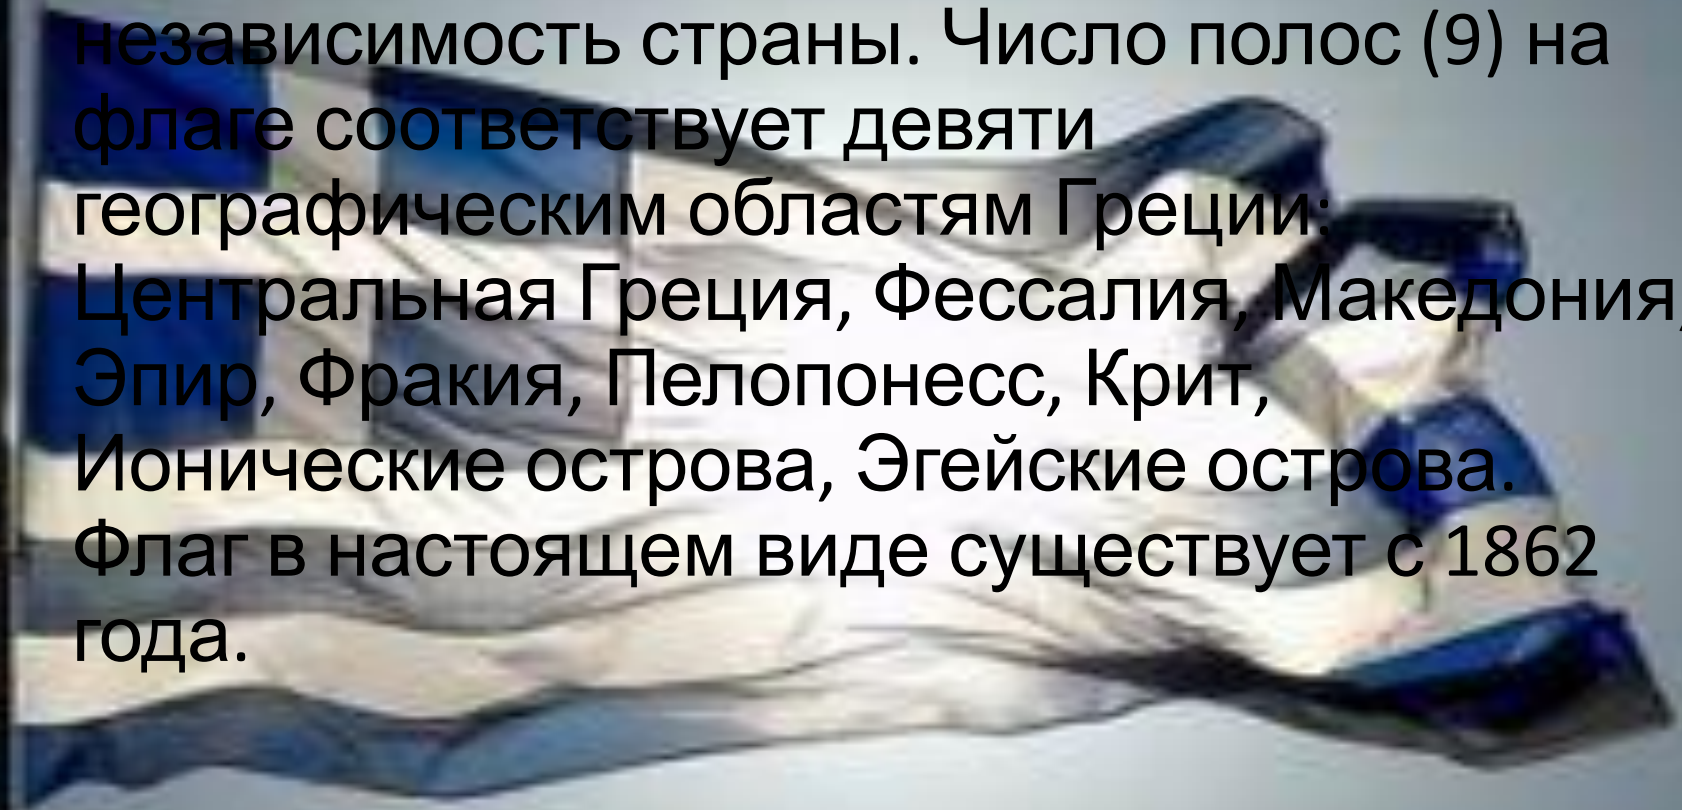 независимость страны. Число полос (9) на
флаге соответствует девяти
географическим областям Греции:
Центральная Греция, Фессалия, Македония,
Эпир, Фракия, Пелопонесс, Крит,
Ионические острова, Эгейские острова.
Флаг в настоящем виде существует с 1862
года.